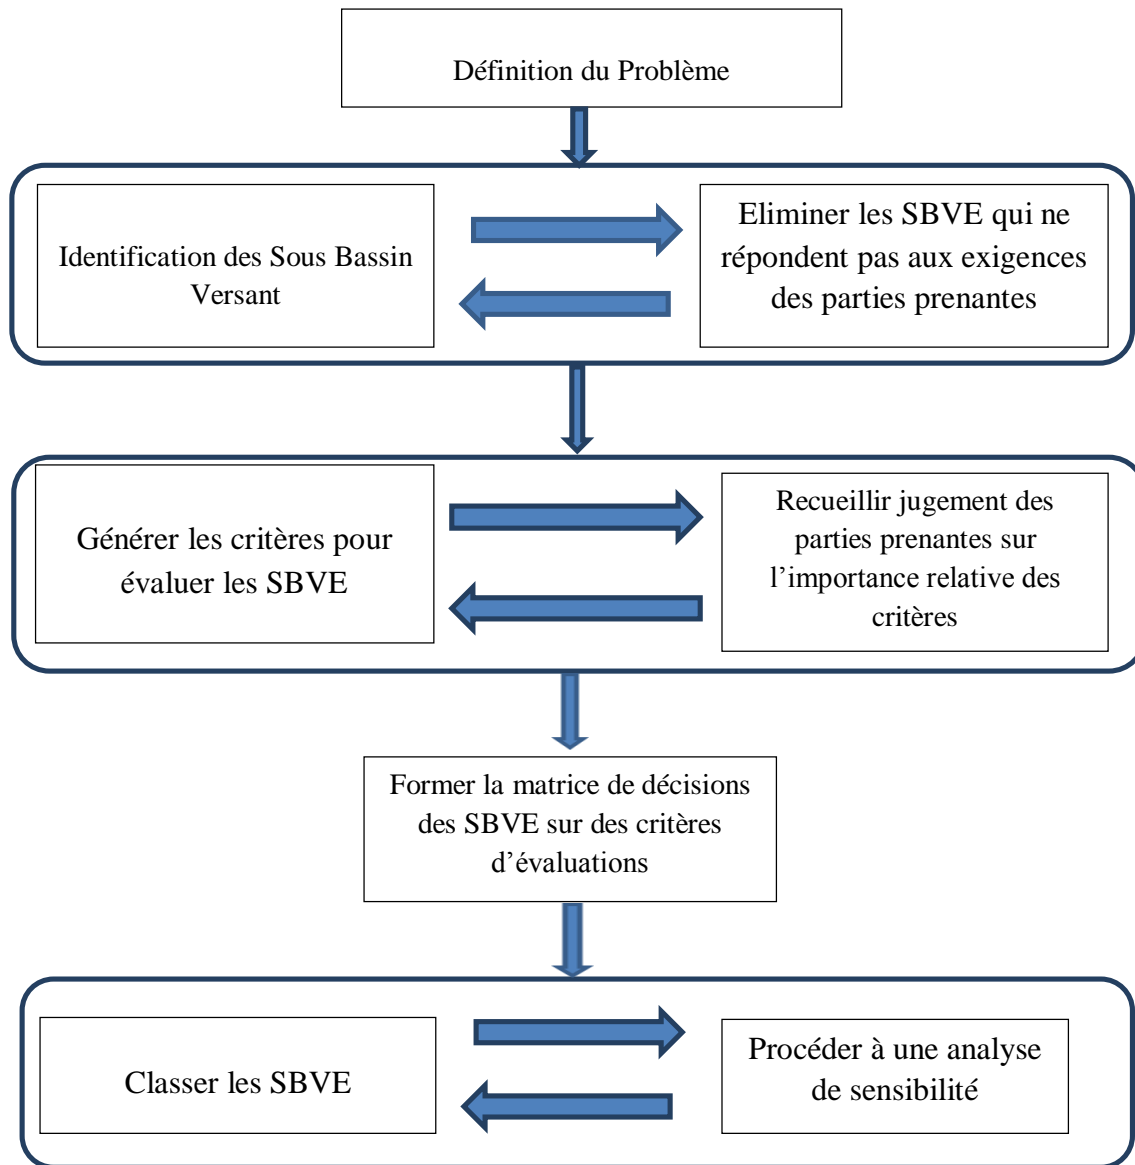 Définition du Problème
Identification des Sous Bassin
Versant
Eliminer les SBVE qui ne
répondent pas aux exigences
des parties prenantes
Générer les critères pour
évaluer les SBVE
Recueillir jugement des
parties prenantes sur
l’importance relative des
critères
Former la matrice de décisions
des SBVE sur des critères
d’évaluations
Classer les SBVE
Procéder à une analyse
de sensibilité